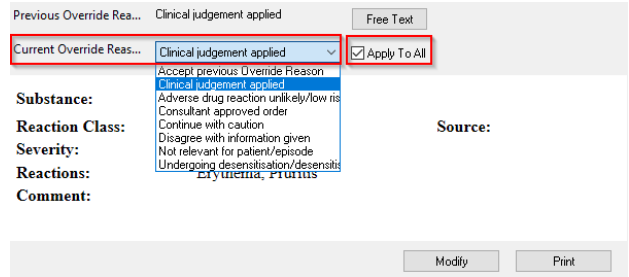 Previous Override Rea... Clinical judgement applied Free Text
Current Override Reas... Clinical judgement applied Apply To All
Accept previous Override Reason
Clinical judgement applied
Substance: Adverse drug reaction unlikely/low ris
Consultant approved order
Reaction Class: Continue with caution Source:
Disagree with information given
Severity: Not relevant for patient/episode
Undergoing desensitisation/desensitis
Reactions: Erythema, Pruritis
Comment:
Modify Print